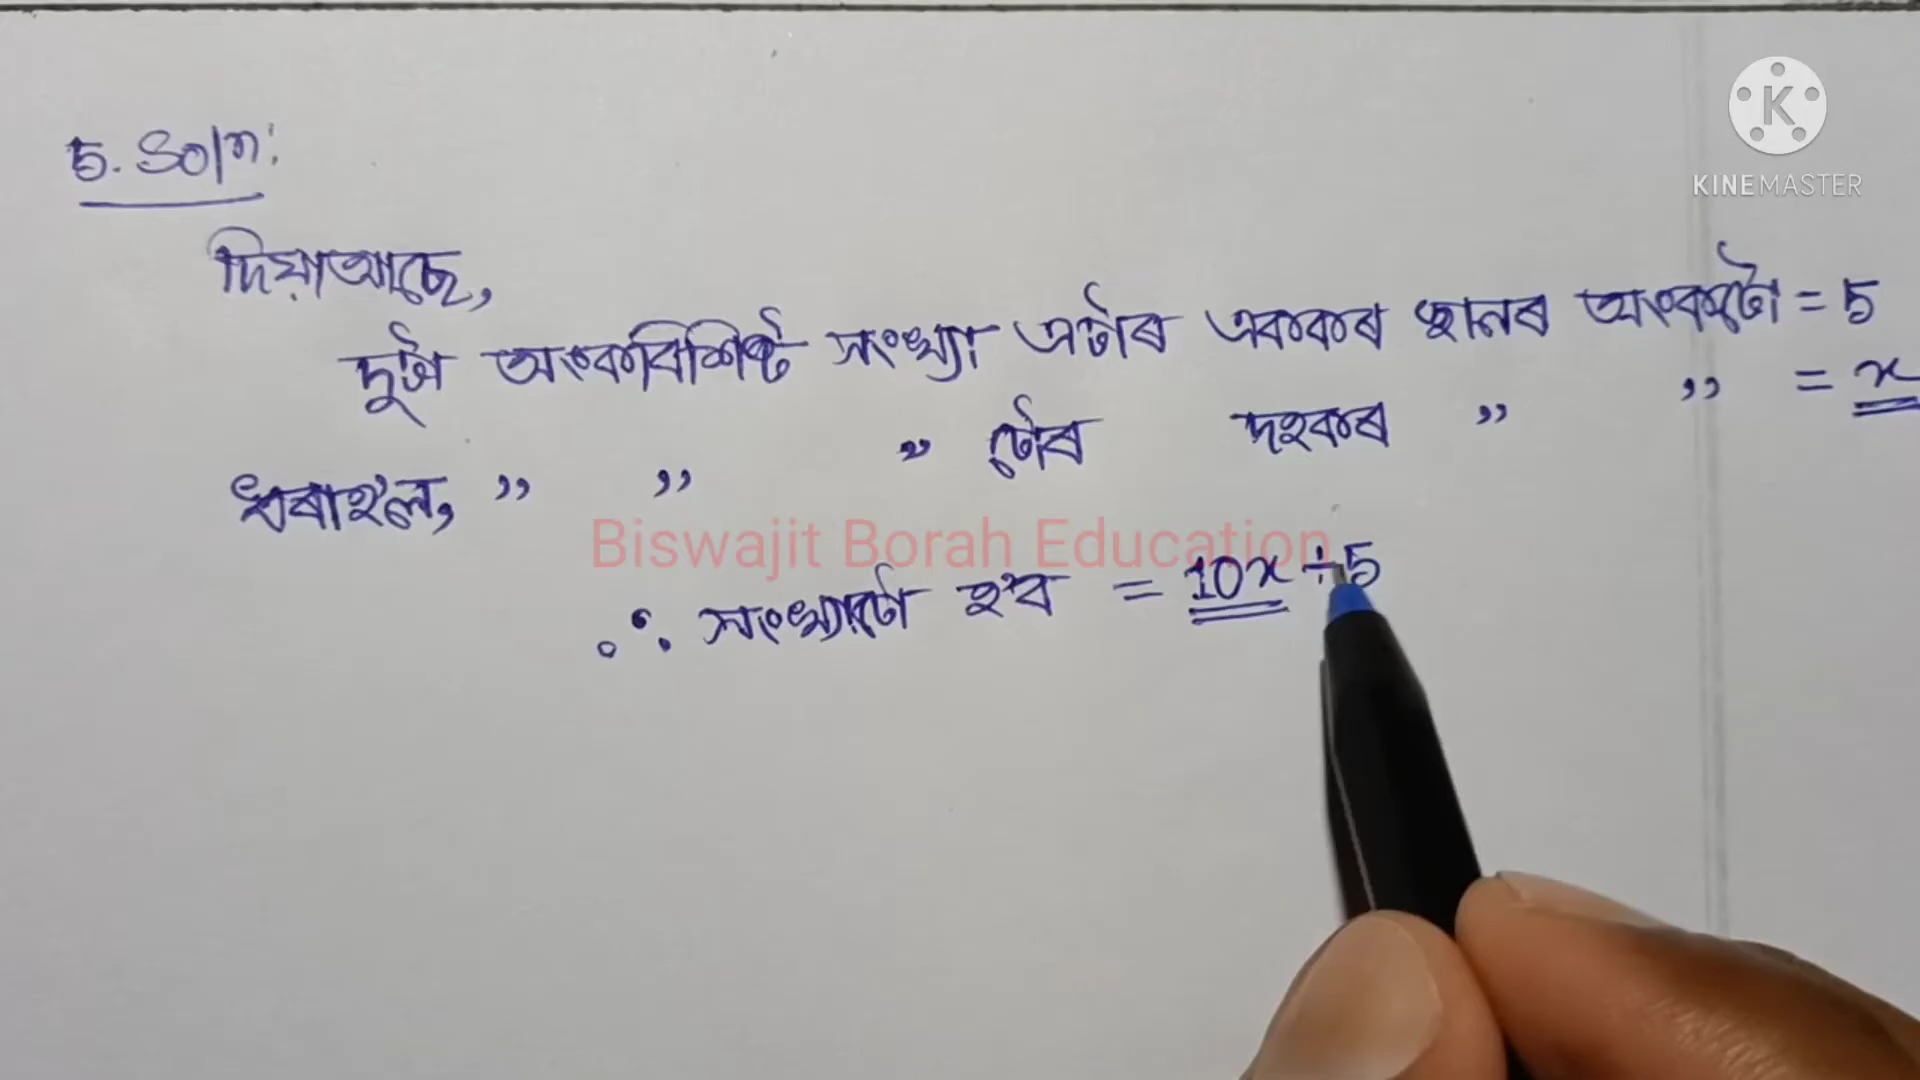 5. Soln:
দিয়াআছে,
দুটা অংকবিশিষ্ট সংখ্যা এটাৰ এককৰ স্থানৰ অংকটো = 5
ধৰাহ'ল, " " " টোৰ দহকৰ " " = x
∴ সংখ্যাটো হ'ব = 10x + 5
Biswajit Borah Education
KINEMASTER